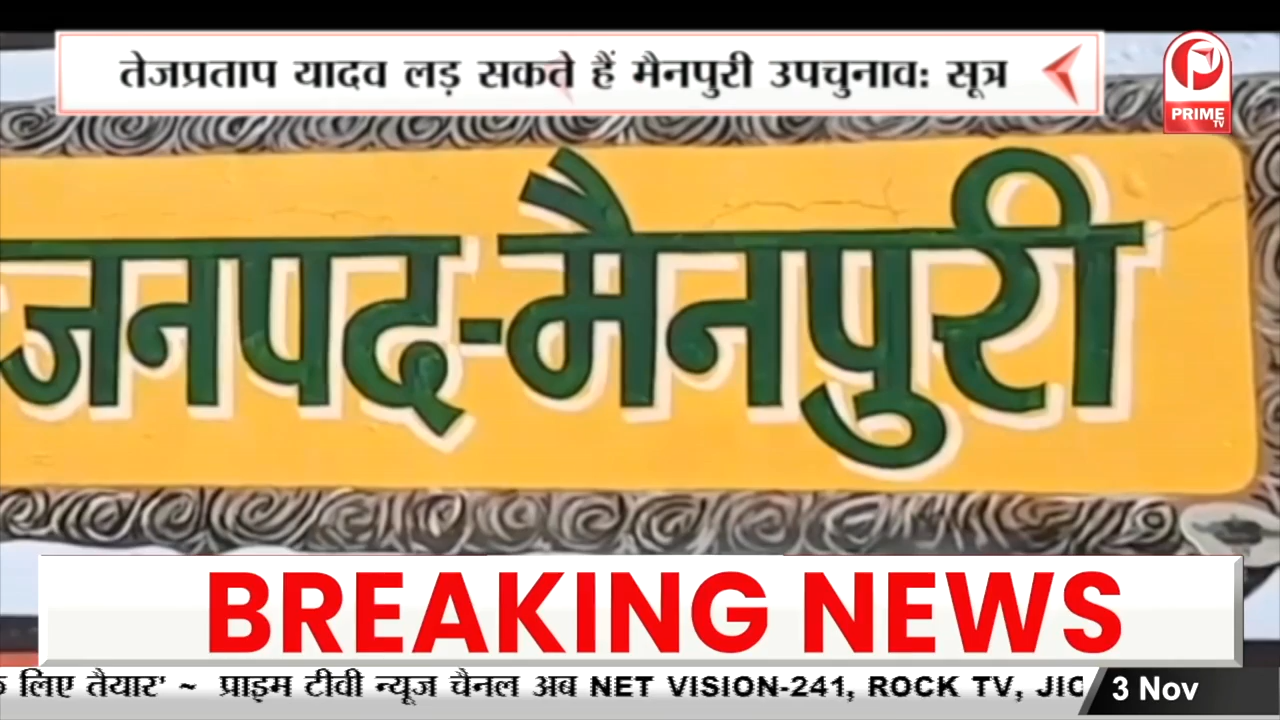 तेजप्रताप यादव लड़ सकते हैं मैनपुरी उपचुनाव: सूत्र
PRIME TV
जनपद-मैनपुरी
BREAKING NEWS
लिए तैयार' ~ प्राइम टीवी न्यूज चैनल अब NET VISION-241, ROCK TV, JIO
3 Nov